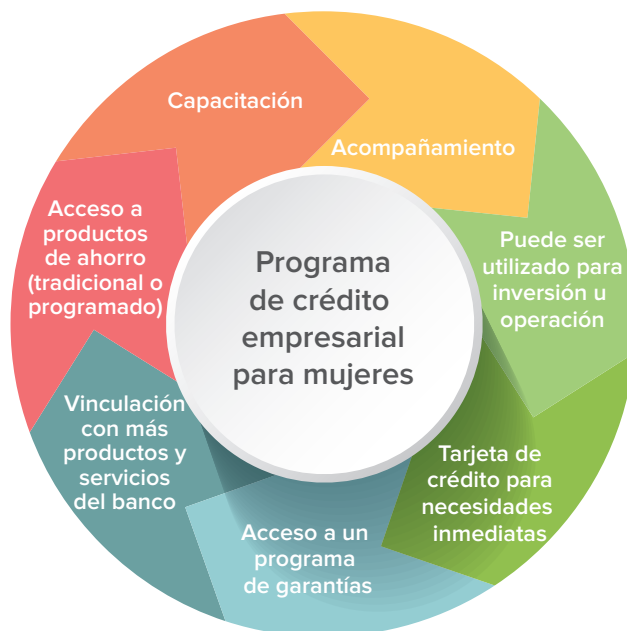 Capacitación
Acompañamiento
Puede ser
utilizado para
inversión u
operación
Tarjeta de
crédito para
necesidades
inmediatas
Acceso a un
programa
de garantías
Vinculación
con más
productos y
servicios
del banco
Acceso a
productos
de ahorro
(tradicional o
programado)
Programa
de crédito
empresarial
para mujeres